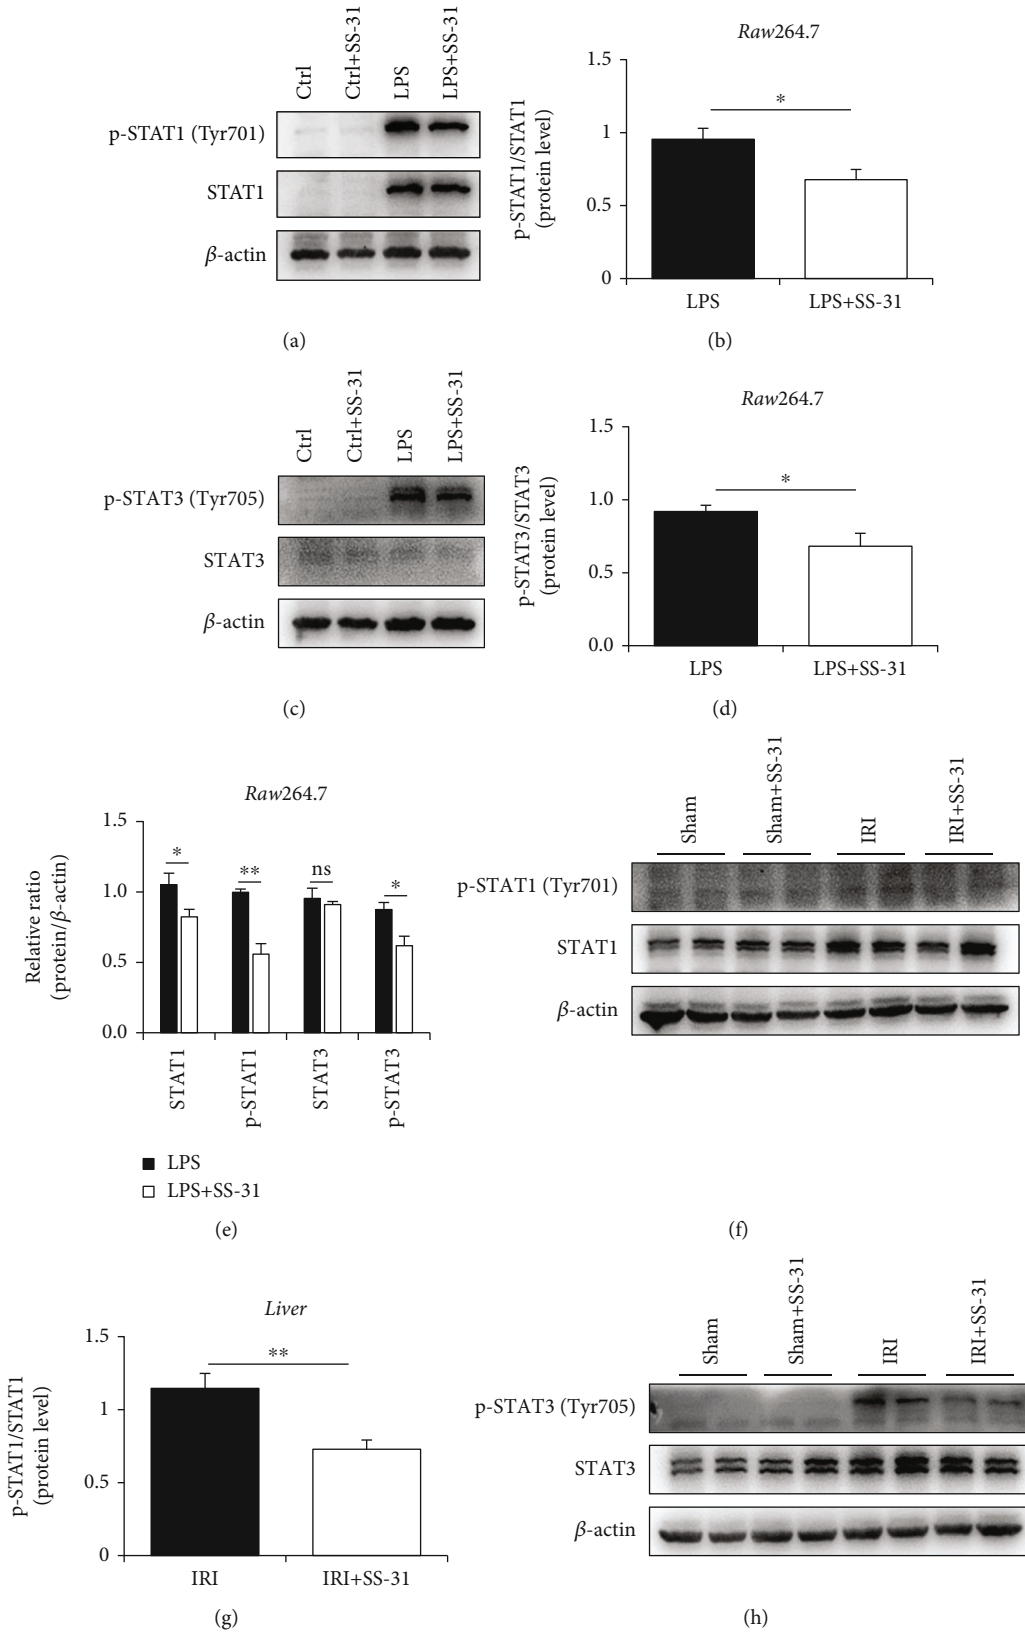 Ctrl
Ctrl+SS-31
LPS
LPS+SS-31
p-STAT1 (Tyr701)
STAT1
β-actin
(a)
Raw264.7
p-STAT1/STAT1
(protein level)
1.5
1
0.5
0
*
LPS
LPS+SS-31
(b)
Ctrl
Ctrl+SS-31
LPS
LPS+SS-31
p-STAT3 (Tyr705)
STAT3
β-actin
(c)
Raw264.7
p-STAT3/STAT3
(protein level)
1.5
1.0
0.5
0.0
*
LPS
LPS+SS-31
(d)
Raw264.7
Relative ratio
(protein/β-actin)
1.5
1.0
0.5
0.0
*
**
ns
*
STAT1
p-STAT1
STAT3
p-STAT3
LPS
LPS+SS-31
(e)
Sham
Sham+SS-31
IRI
IRI+SS-31
p-STAT1 (Tyr701)
STAT1
β-actin
(f)
Liver
p-STAT1/STAT1
(protein level)
1.5
1
0.5
0
**
IRI
IRI+SS-31
(g)
Sham
Sham+SS-31
IRI
IRI+SS-31
p-STAT3 (Tyr705)
STAT3
β-actin
(h)